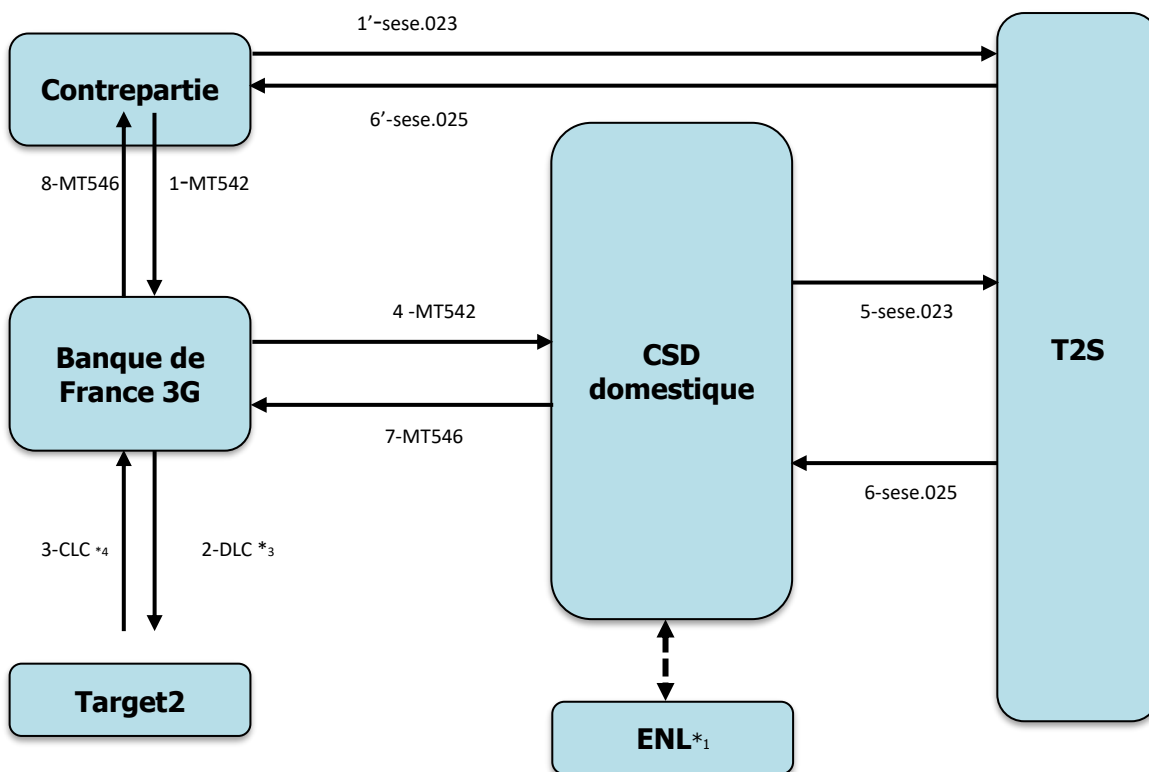 1’-sese.023
Contrepartie
6’-sese.025
8-MT546
1-MT542
Banque de
France 3G
4 -MT542
7-MT546
CSD
domestique
5-sese.023
6-sese.025
T2S
3-CLC *4
2-DLC *3
Target2
ENL*1